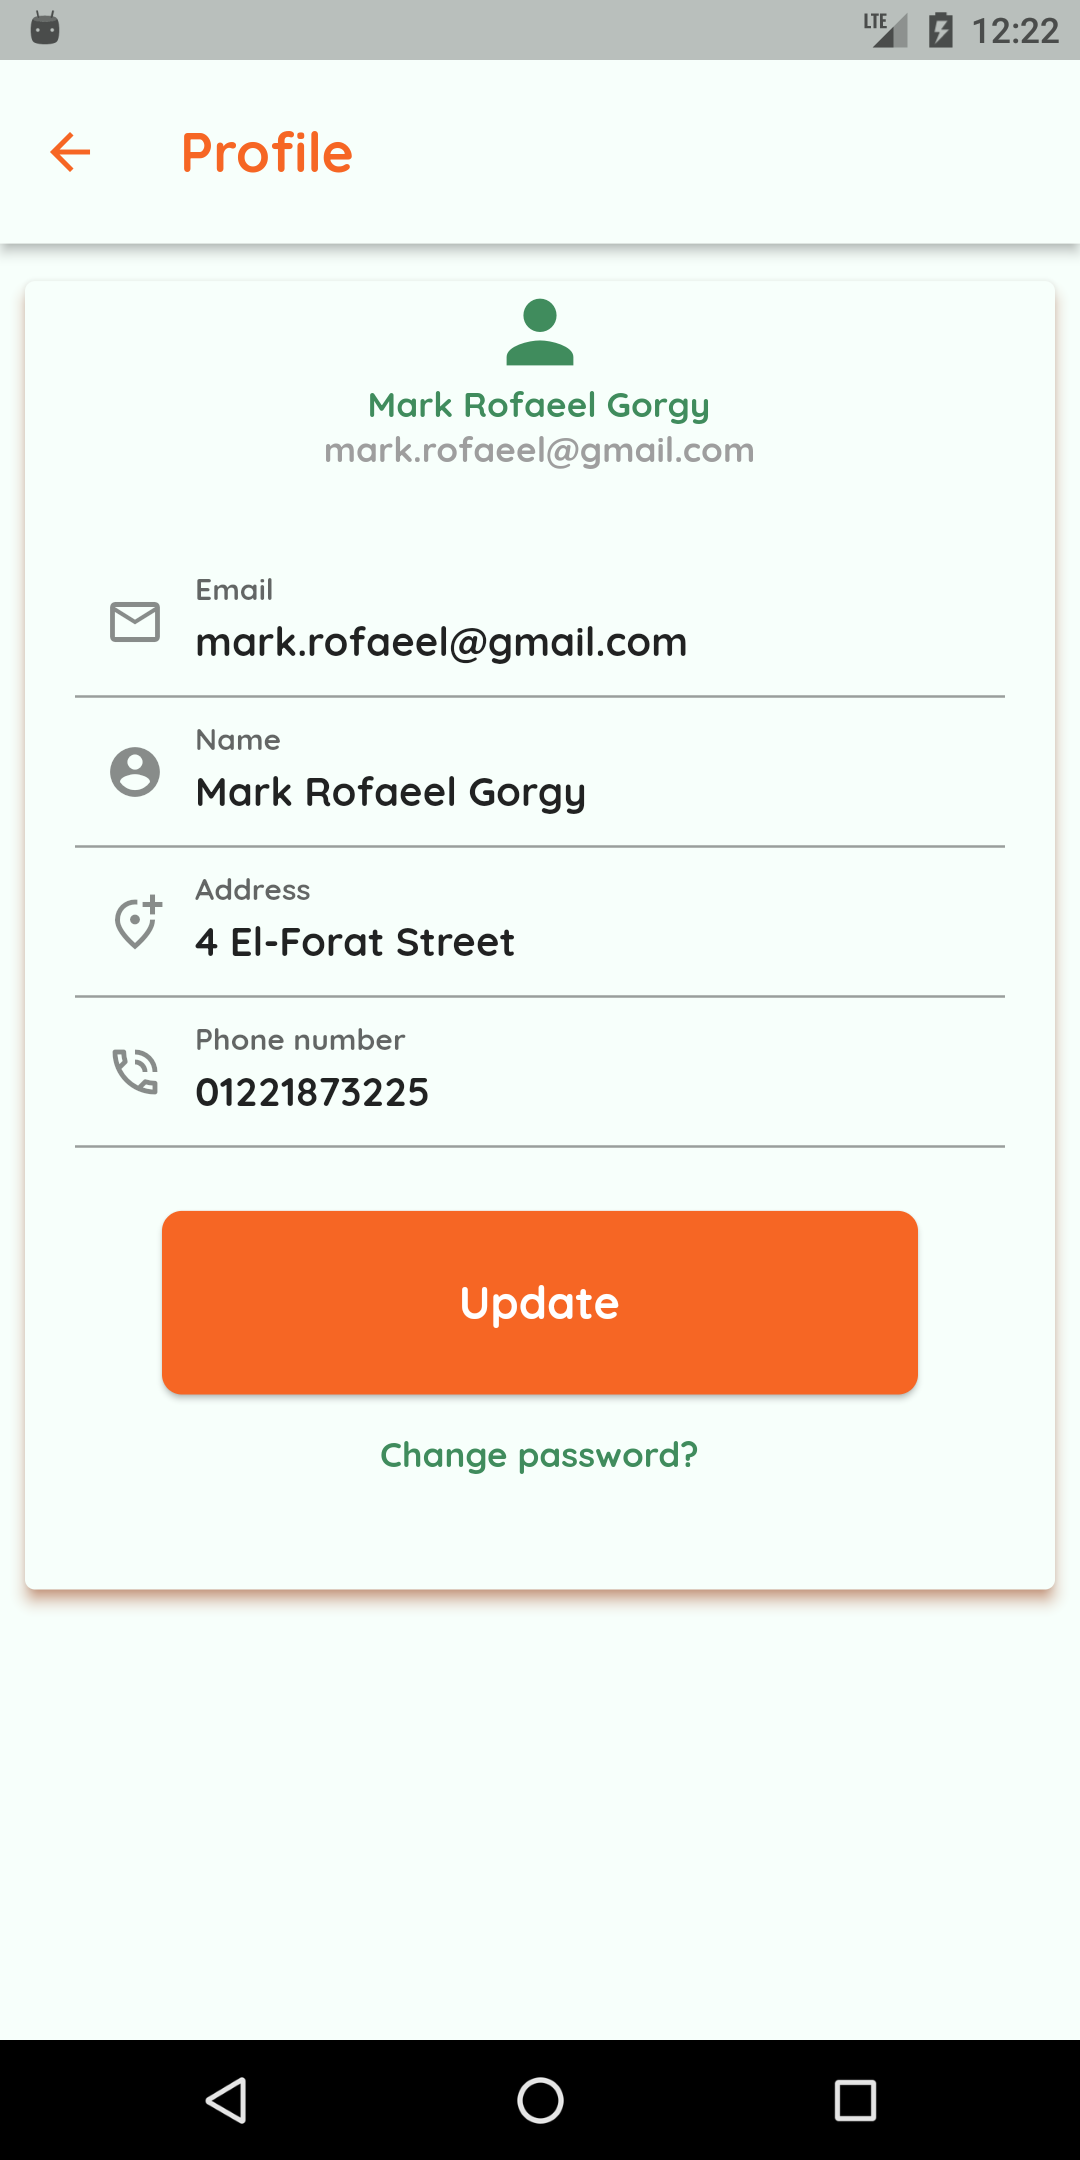 LTE 12:22
Profile
Mark Rofaeel Gorgy
mark.rofaeel@gmail.com
Email
mark.rofaeel@gmail.com
Name
Mark Rofaeel Gorgy
Address
4 El-Forat Street
Phone number
01221873225
Update
Change password?